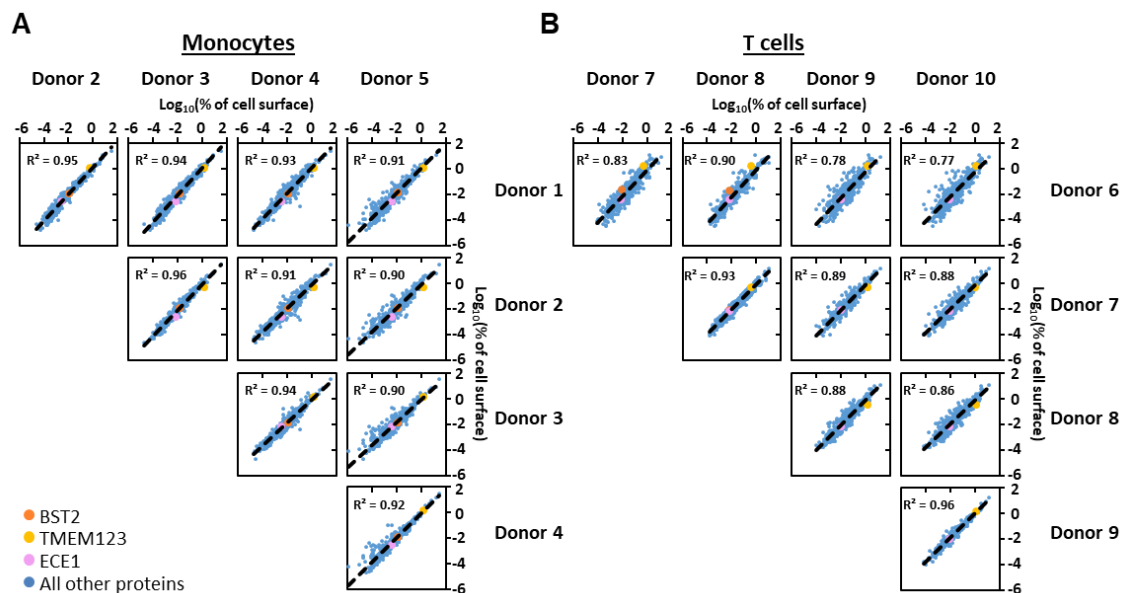 A
B
Monocytes
T cells
Donor 2 Donor 3 Donor 4 Donor 5
Donor 7 Donor 8 Donor 9 Donor 10
Log₁₀(% of cell surface)
Log₁₀(% of cell surface)
-6 -4 -2 0 2 -6 -4 -2 0 2 -6 -4 -2 0 2 -6 -4 -2 0 2
-6 -4 -2 0 2 -6 -4 -2 0 2 -6 -4 -2 0 2 -6 -4 -2 0 2
R² = 0.95 R² = 0.94 R² = 0.93 R² = 0.91
2
0
-2
-4
-6
Donor 1
R² = 0.83 R² = 0.90 R² = 0.78 R² = 0.77
2
0
-2
-4
-6
Donor 6
R² = 0.96 R² = 0.91 R² = 0.90
2
0
-2
-4
-6
Donor 2
R² = 0.93 R² = 0.89 R² = 0.88
2
0
-2
-4
-6
Donor 7
Log₁₀(% of cell surface)
Log₁₀(% of cell surface)
R² = 0.94 R² = 0.90
2
0
-2
-4
-6
Donor 3
R² = 0.88 R² = 0.86
2
0
-2
-4
-6
Donor 8
R² = 0.92
2
0
-2
-4
-6
Donor 4
R² = 0.96
2
0
-2
-4
-6
Donor 9
BST2
TMEM123
ECE1
All other proteins